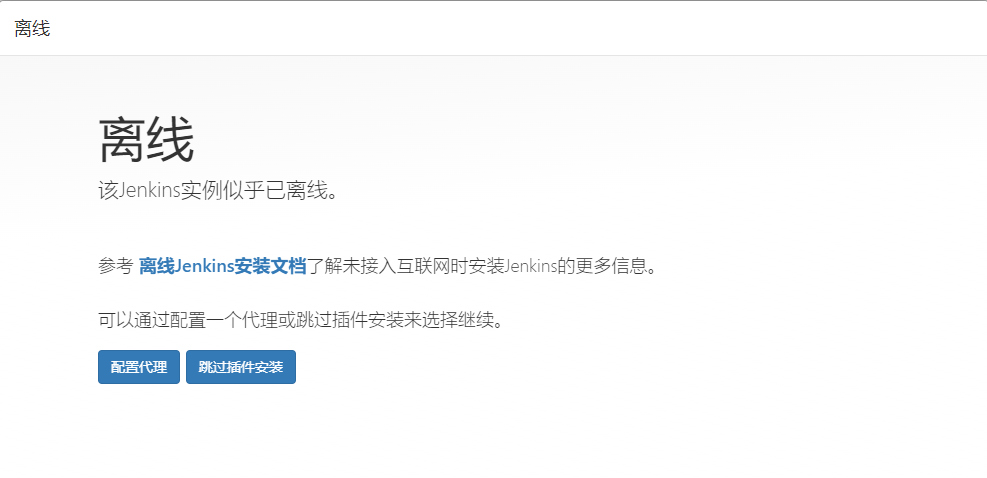 离线
离线
该Jenkins实例似乎已离线。
参考 离线Jenkins安装文档了解未接入互联网时安装Jenkins的更多信息。
可以通过配置一个代理或跳过插件安装来选择继续。
配置代理 跳过插件安装